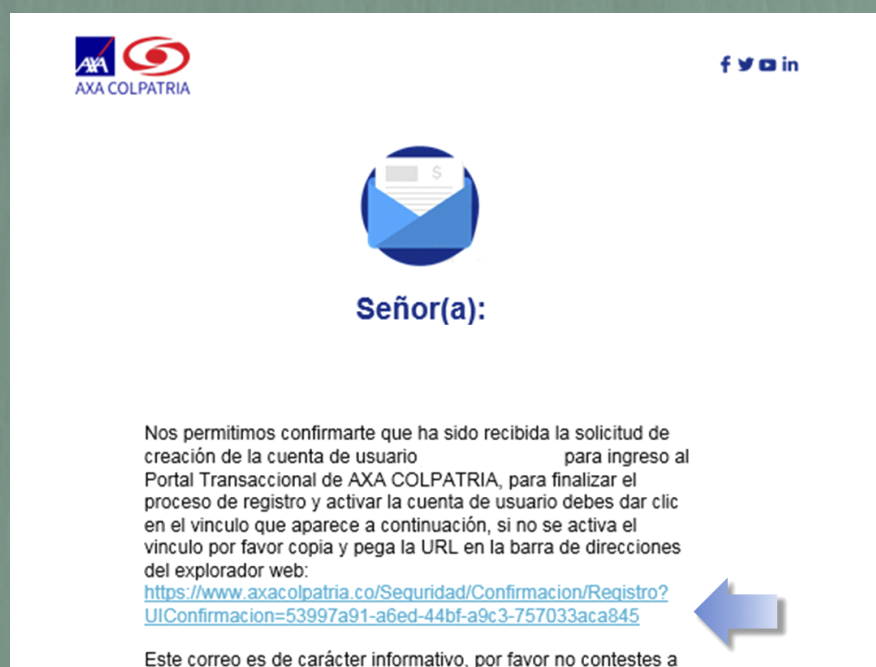 AXA
AXA COLPATRIA
$
Señor(a):
Nos permitimos confirmarte que ha sido recibida la solicitud de
creación de la cuenta de usuario para ingreso al
Portal Transaccional de AXA COLPATRIA, para finalizar el
proceso de registro y activar la cuenta de usuario debes dar clic
en el vinculo que aparece a continuación, si no se activa el
vinculo por favor copia y pega la URL en la barra de direcciones
del explorador web:
https://www.axacolpatria.co/Seguridad/Confirmacion/Registro?
UIConfirmacion=53997a91-a6ed-44bf-a9c3-757033aca845
Este correo es de carácter informativo, por favor no contestes a